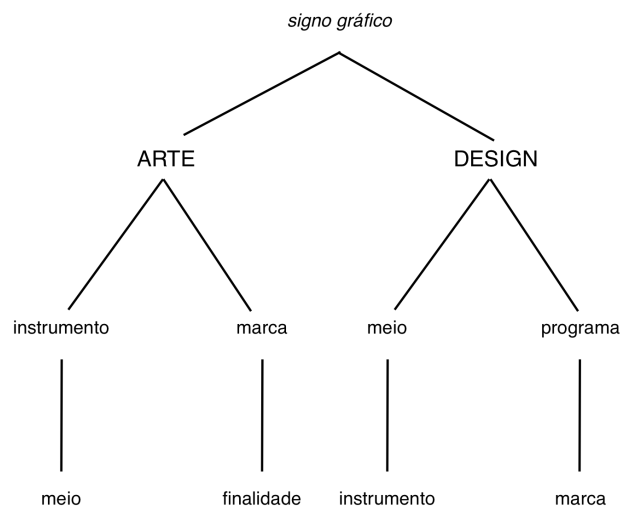 signo gráfico
ARTE
DESIGN
instrumento
marca
meio
programa
meio
finalidade
instrumento
marca